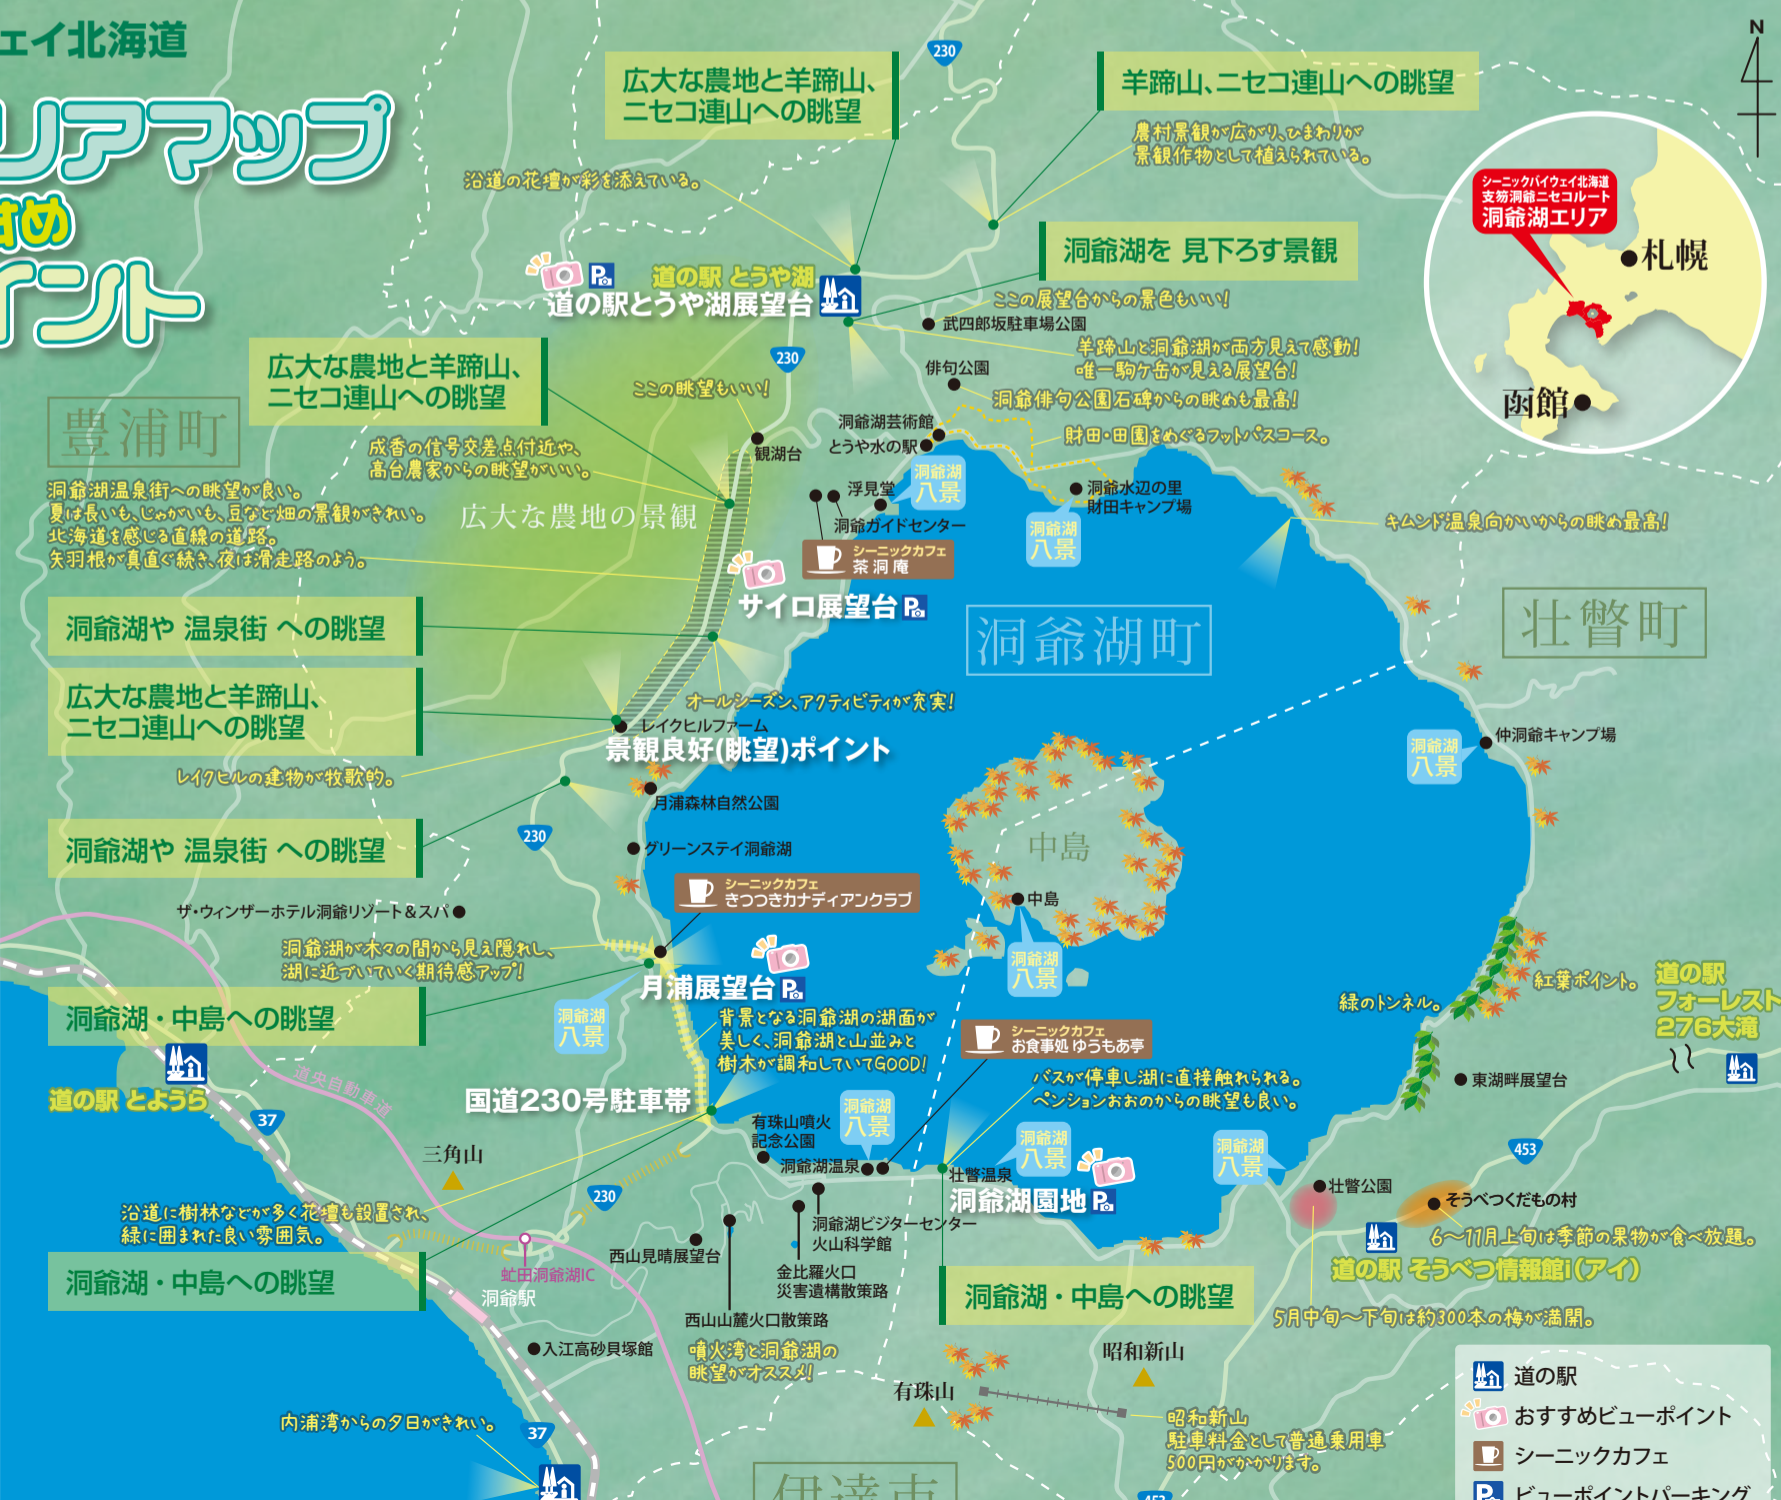 ェイ北海道
リアマップ
すめ
イント
230
広大な農地と羊蹄山、
ニセコ連山への眺望
羊蹄山、ニセコ連山への眺望
農村景観が広がり、ひまわりが
景観作物として植えられている。
沿道の花壇が彩を添えている。
N
シーニックバイウェイ北海道
支笏洞爺ニセコルート
洞爺湖エリア
札幌
函館
洞爺湖を 見下ろす景観
P
道の駅 とうや湖
道の駅とうや湖展望台
ここの展望台からの景色もいい!
武四郎坂駐車場公園
羊蹄山と洞爺湖が両方見えて感動!
唯一駒ケ岳が見える展望台!
230
俳句公園
洞爺俳句公園石碑からの眺めも最高!
広大な農地と羊蹄山、
ニセコ連山への眺望
ここの眺望もいい!
豊浦町
成香の信号交差点付近や、
高台農家からの眺望がいい。
観湖台
洞爺湖芸術館
とうや水の駅
財田・田園をめぐるフットパスコース。
洞爺湖
八景
浮見堂
洞爺ガイドセンター
洞爺水辺の里
財田キャンプ場
洞爺湖
八景
洞爺湖温泉街への眺望が良い。
夏は長いも、じゃがいも、豆など畑の景観がきれい。
北海道を感じる直線の道路。
矢羽根が真直ぐ続き、夜は滑走路のよう。
広大な農地の景観
キムンド温泉向かいからの眺め最高!
シーニックカフェ
茶洞庵
サイロ展望台
P
洞爺湖町
壮瞥町
洞爺湖や 温泉街 への眺望
広大な農地と羊蹄山、
ニセコ連山への眺望
オールシーズン、アクティビティが充実!
レイクヒルファーム
景観良好(眺望)ポイント
レイクヒルの建物が牧歌的。
仲洞爺キャンプ場
洞爺湖
八景
月浦森林自然公園
230
洞爺湖や 温泉街 への眺望
グリーンステイ洞爺湖
中島
シーニックカフェ
きつつきカナディアンクラブ
中島
洞爺湖
八景
ザ・ウィンザーホテル洞爺リゾート&スパ
洞爺湖が木々の間から見え隠れし、
湖に近づいていく期待感アップ!
月浦展望台
P
洞爺湖
八景
洞爺湖・中島への眺望
背景となる洞爺湖の湖面が
美しく、洞爺湖と山並みと
樹木が調和していてGOOD!
シーニックカフェ
お食事処 ゆうもあ亭
緑のトンネル。
紅葉ポイント。
道の駅
フォーレスト
276大滝
道の駅 とようら
道央自動車道
37
国道230号駐車帯
バスが停車し湖に直接触れられる。
ペンションおおのからの眺望も良い。
東湖畔展望台
有珠山噴火
記念公園
洞爺湖
八景
洞爺湖温泉
洞爺湖
八景
洞爺湖
八景
453
三角山
壮瞥温泉
洞爺湖園地
P
壮瞥公園
そうべつくだもの村
沿道に樹林などが多く花壇も設置され、
緑に囲まれた良い雰囲気。
230
洞爺湖ビジターセンター
火山科学館
6〜11月上旬は季節の果物が食べ放題。
西山見晴展望台
道の駅 そうべつ情報館i(アイ)
虻田洞爺湖IC
洞爺駅
金比羅火口
災害遺構散策路
洞爺湖・中島への眺望
洞爺湖・中島への眺望
5月中旬〜下旬は約300本の梅が満開。
西山山麓火口散策路
噴火湾と洞爺湖の
眺望がオススメ!
入江高砂貝塚館
昭和新山
有珠山
昭和新山
駐車料金として普通乗用車
500円がかかります。
内浦湾からの夕日がきれい。
37
伊達市
453
道の駅
おすすめビューポイント
シーニックカフェ
P
ビューポイントパーキング